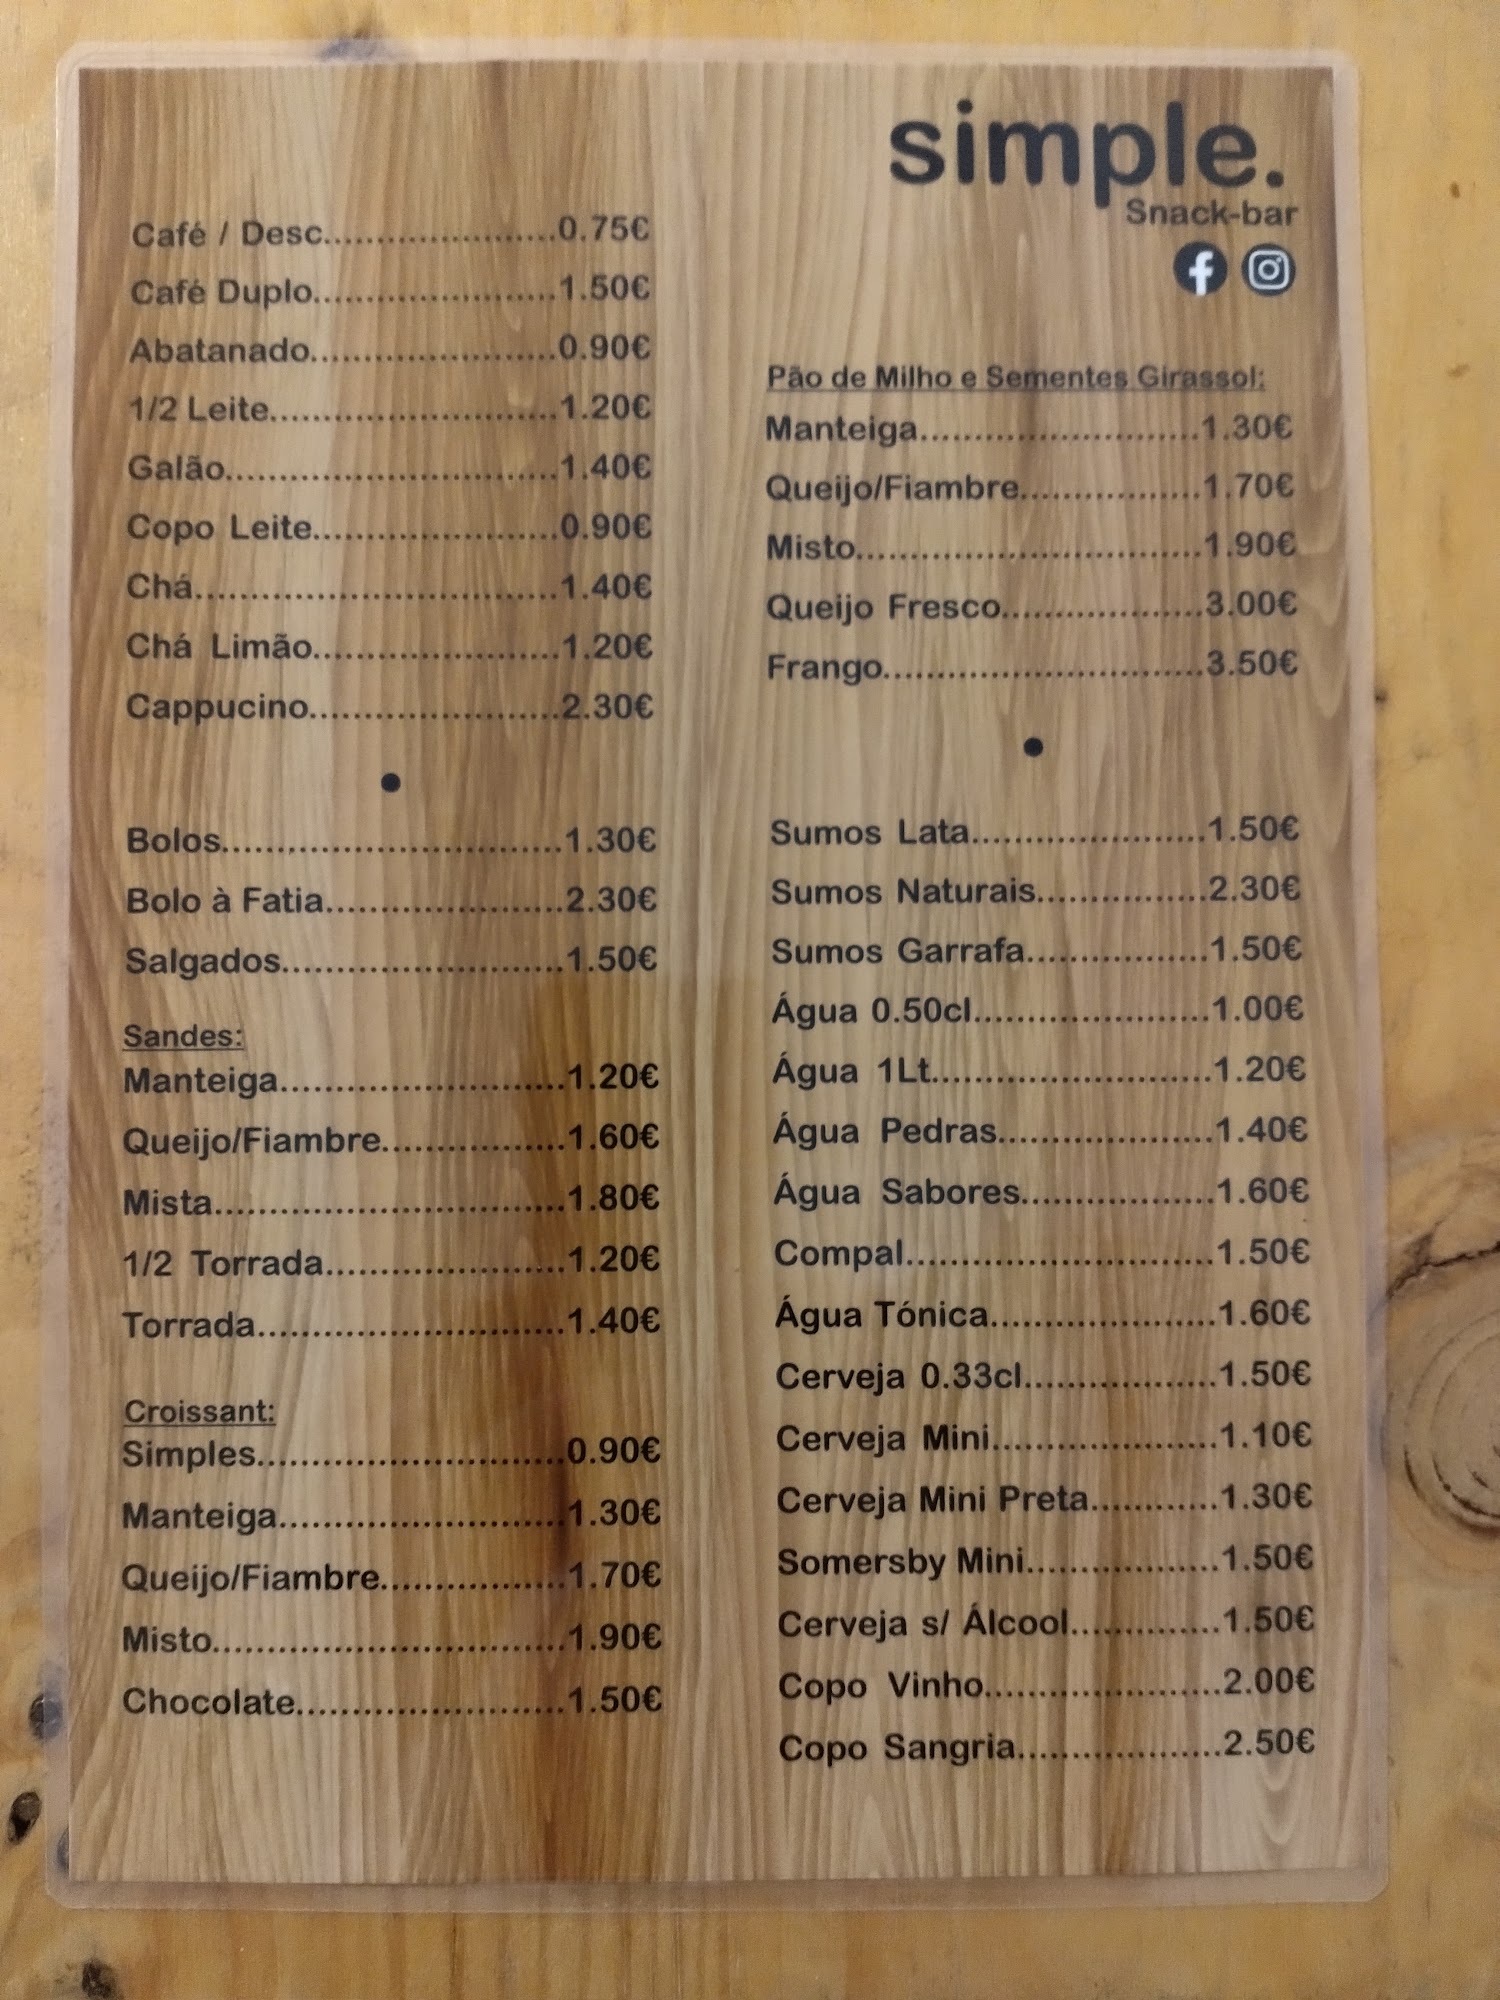 Café / Desc.....................0.75€
Café Duplo......................1.50€
Abatanado......................0.90€
1/2 Leite..........................1.20€
Galão..............................1.40€
Copo Leite......................0.90€
Chá.................................1.40€
Chá Limão......................1.20€
Cappucino.......................2.30€
•
Bolos...............................1.30€
Bolo à Fatia.....................2.30€
Salgados.........................1.50€
Sandes:
Manteiga..........................1.20€
Queijo/Fiambre.................1.60€
Mista................................1.80€
1/2 Torrada......................1.20€
Torrada............................1.40€
Croissant:
Simples............................0.90€
Manteiga..........................1.30€
Queijo/Fiambre.................1.70€
Misto................................1.90€
Chocolate.........................1.50€
simple.
Snack-bar
Pão de Milho e Sementes Girassol:
Manteiga..........................1.30€
Queijo/Fiambre.................1.70€
Misto................................1.90€
Queijo Fresco...................3.00€
Frango..............................3.50€
•
Sumos Lata......................1.50€
Sumos Naturais................2.30€
Sumos Garrafa.................1.50€
Água 0.50cl......................1.00€
Água 1Lt..........................1.20€
Água Pedras....................1.40€
Água Sabores..................1.60€
Compal.............................1.50€
Água Tónica.....................1.60€
Cerveja 0.33cl..................1.50€
Cerveja Mini.....................1.10€
Cerveja Mini Preta............1.30€
Somersby Mini..................1.50€
Cerveja s/ Álcool..............1.50€
Copo Vinho......................2.00€
Copo Sangria...................2.50€